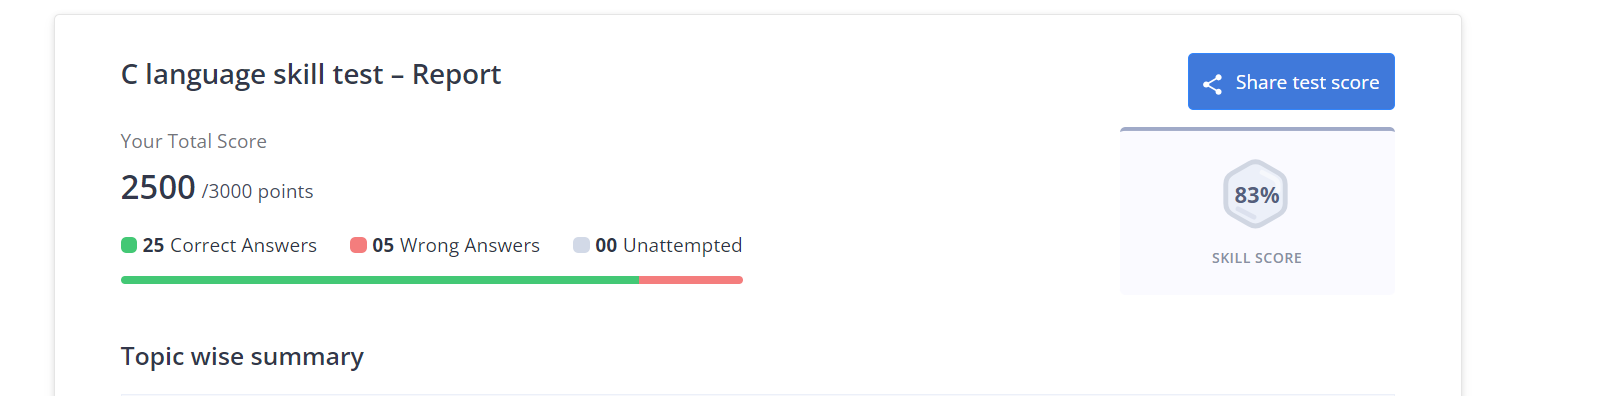 C language skill test – Report
Share test score
Your Total Score
2500 /3000 points
83%
25 Correct Answers 05 Wrong Answers 00 Unattempted
SKILL SCORE
Topic wise summary